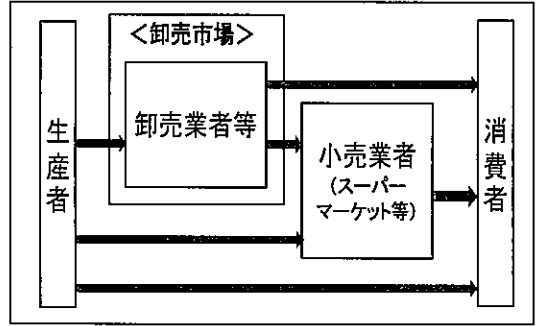 <卸売市場>
生産者
卸売業者等
小売業者
(スーパー
マーケット等)
消費者